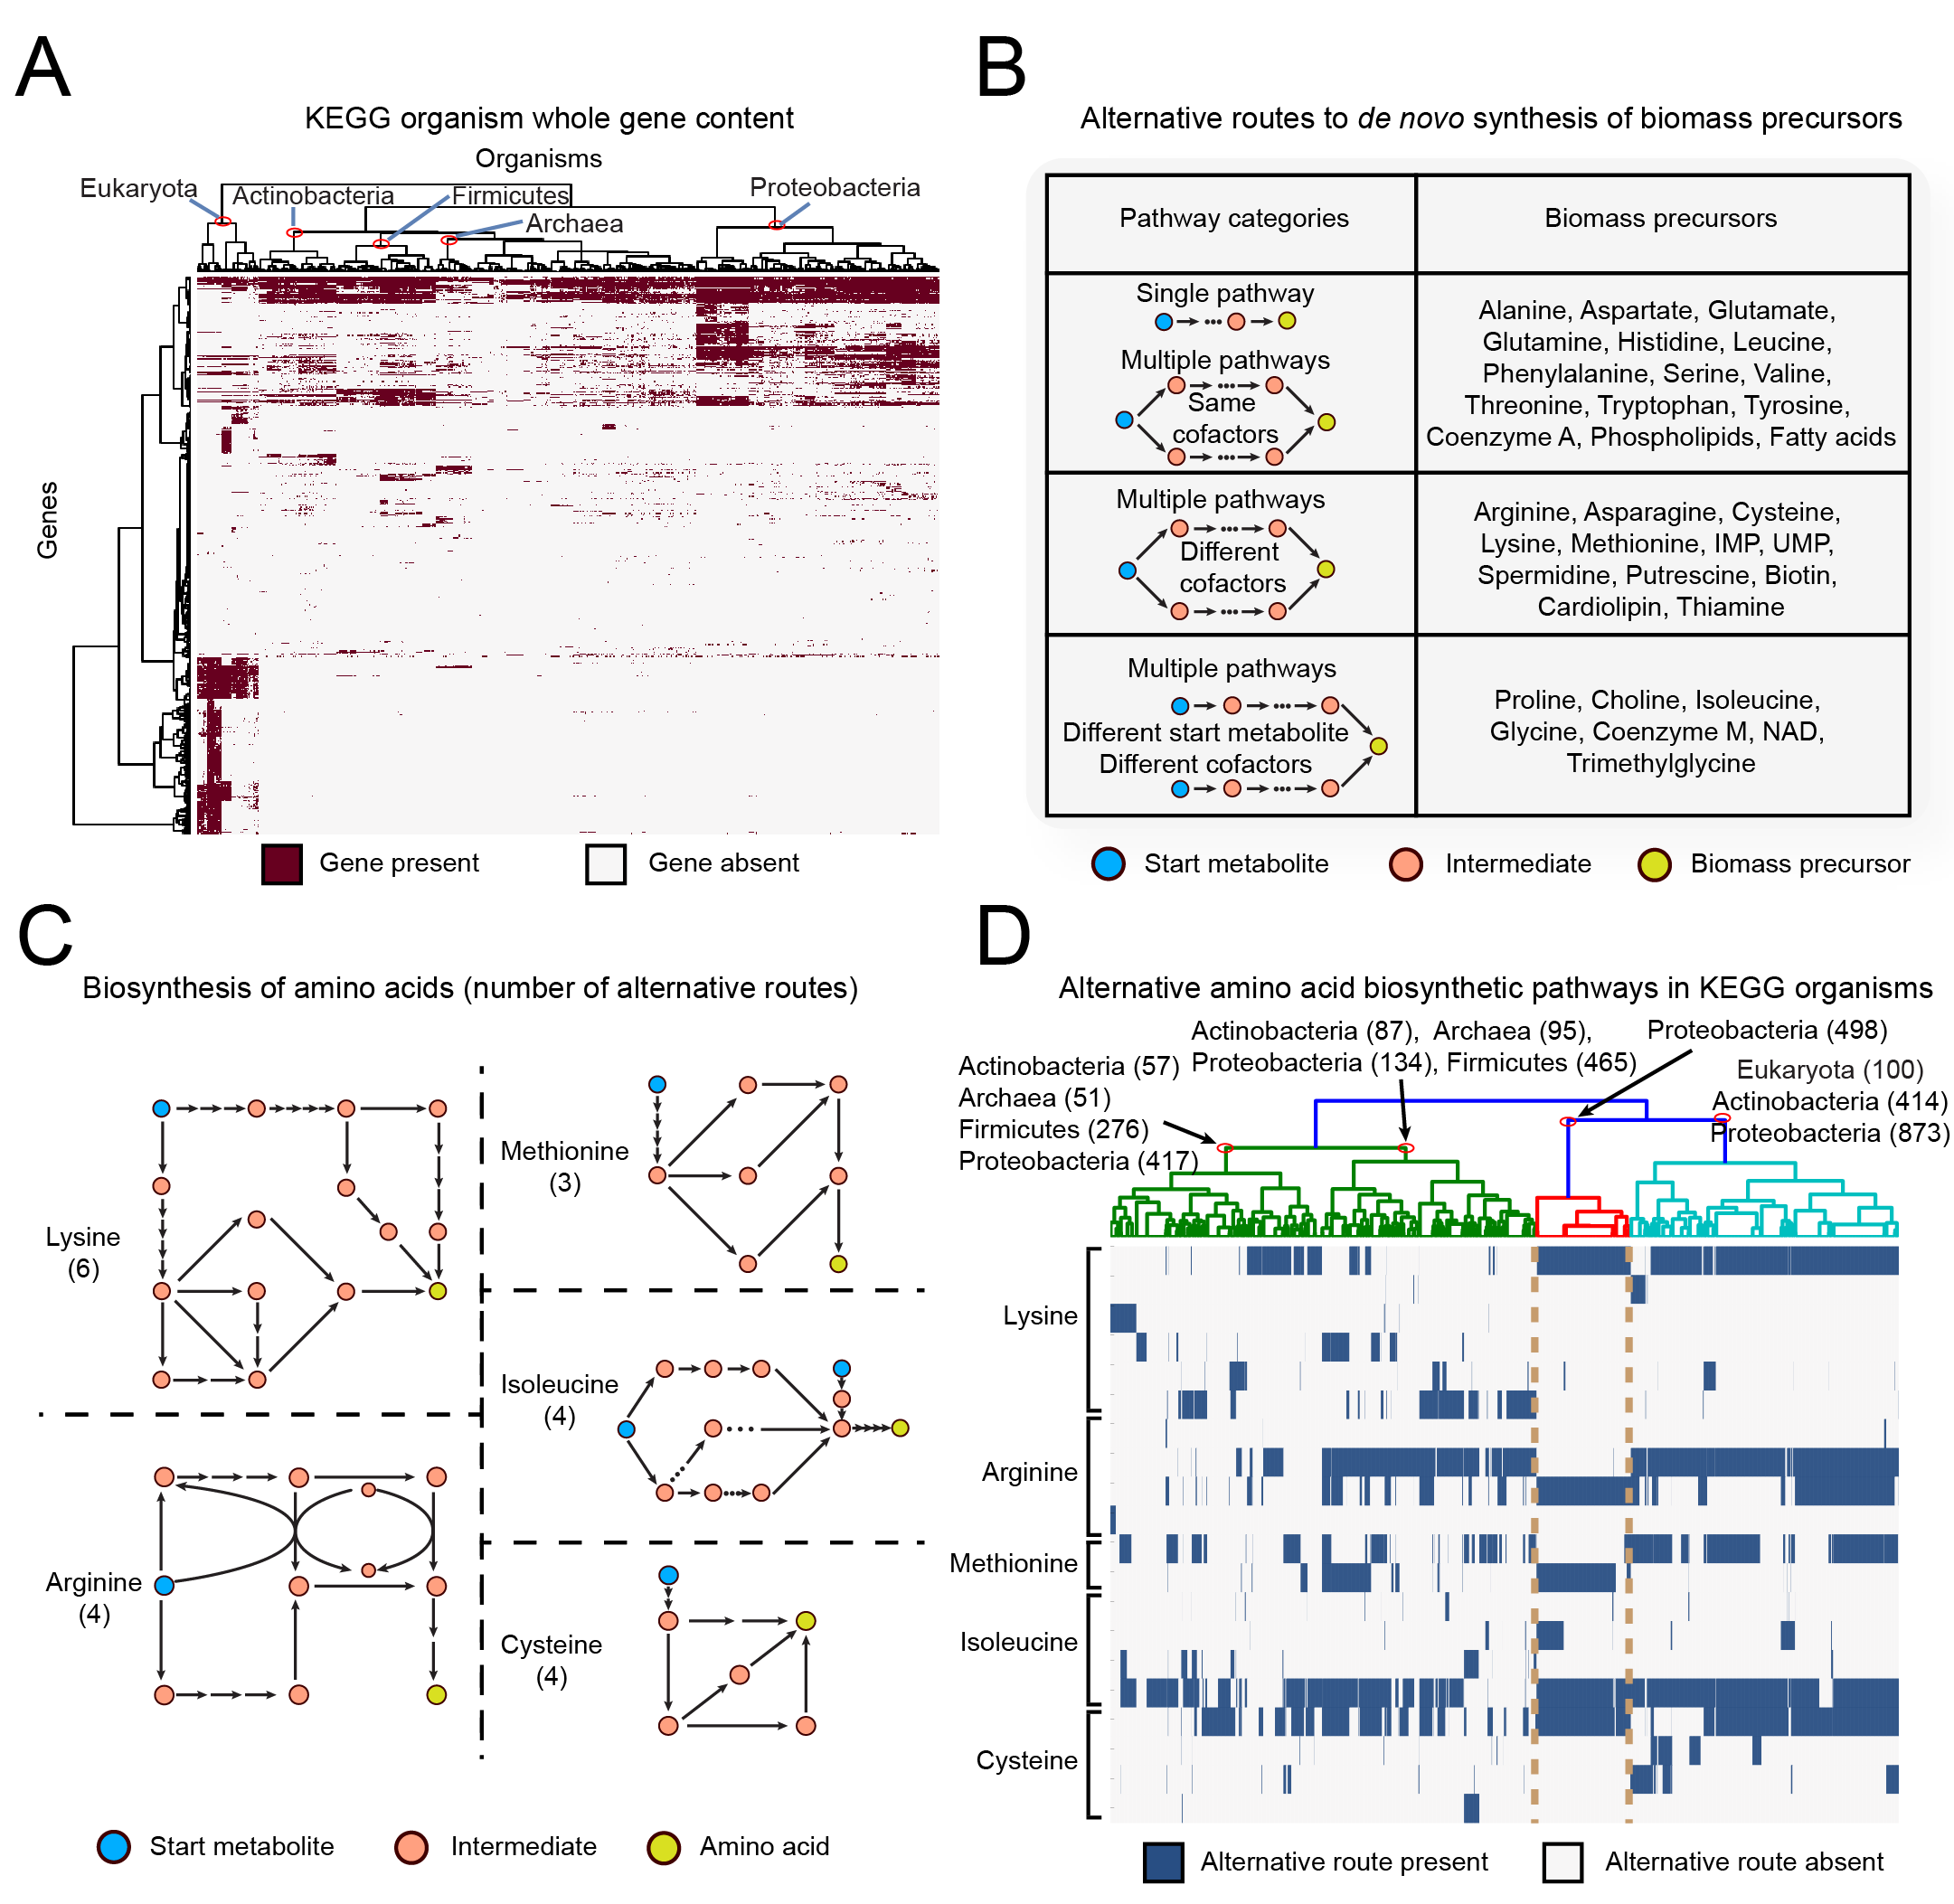 A
KEGG organism whole gene content
Organisms
Eukaryota
Actinobacteria
Firmicutes
Archaea
Proteobacteria
Genes
Gene present
Gene absent
B
Alternative routes to de novo synthesis of biomass precursors
Pathway categories
Biomass precursors
Single pathway
Multiple pathways
Same
cofactors
Alanine, Aspartate, Glutamate,
Glutamine, Histidine, Leucine,
Phenylalanine, Serine, Valine,
Threonine, Tryptophan, Tyrosine,
Coenzyme A, Phospholipids, Fatty acids
Multiple pathways
Different
cofactors
Arginine, Asparagine, Cysteine,
Lysine, Methionine, IMP, UMP,
Spermidine, Putrescine, Biotin,
Cardiolipin, Thiamine
Multiple pathways
Different start metabolite
Different cofactors
Proline, Choline, Isoleucine,
Glycine, Coenzyme M, NAD,
Trimethylglycine
Start metabolite
Intermediate
Biomass precursor
C
Biosynthesis of amino acids (number of alternative routes)
Lysine
(6)
Methionine
(3)
Isoleucine
(4)
Arginine
(4)
Cysteine
(4)
Start metabolite
Intermediate
Amino acid
D
Alternative amino acid biosynthetic pathways in KEGG organisms
Actinobacteria (57)
Archaea (51)
Firmicutes (276)
Proteobacteria (417)
Actinobacteria (87), Archaea (95),
Proteobacteria (134), Firmicutes (465)
Proteobacteria (498)
Eukaryota (100)
Actinobacteria (414)
Proteobacteria (873)
Lysine
Arginine
Methionine
Isoleucine
Cysteine
Alternative route present
Alternative route absent